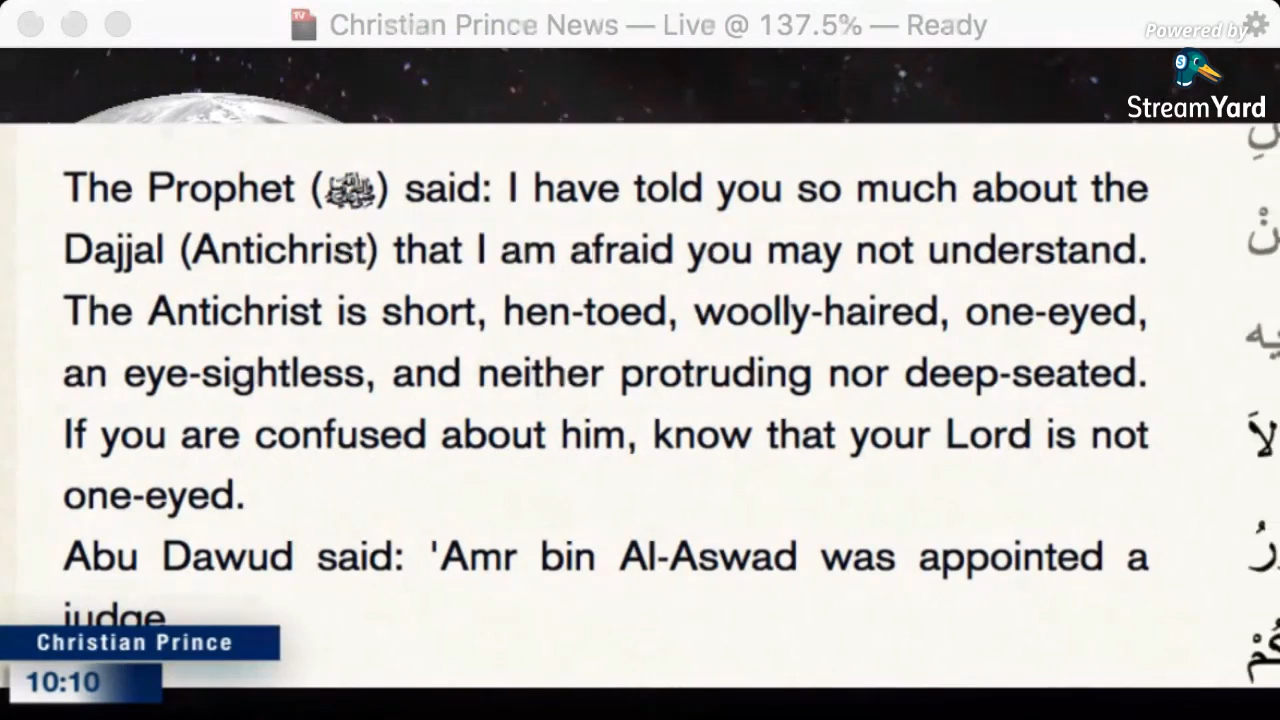 Christian Prince News — Live @ 137.5% — Ready
Powered by
StreamYard
The Prophet (ﷺ) said: I have told you so much about the
Dajjal (Antichrist) that I am afraid you may not understand.
The Antichrist is short, hen-toed, woolly-haired, one-eyed,
an eye-sightless, and neither protruding nor deep-seated.
If you are confused about him, know that your Lord is not
one-eyed.
Abu Dawud said: 'Amr bin Al-Aswad was appointed a
judge
Christian Prince
10:10